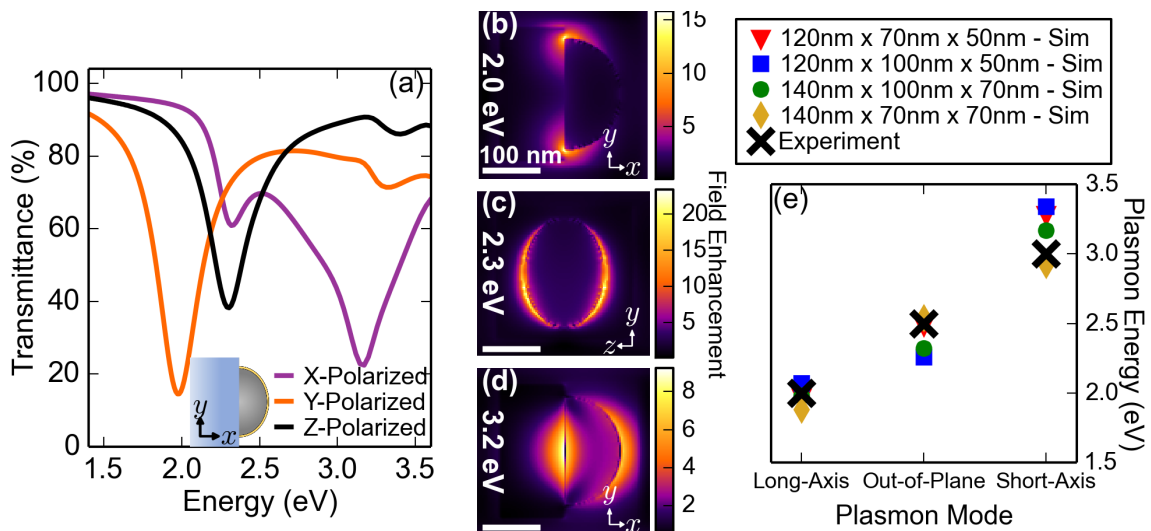 (a)
100
80
60
40
20
0
Transmittance (%)
1.5
2.0
2.5
3.0
3.5
Energy (eV)
X-Polarized
Y-Polarized
Z-Polarized
y
x
(b)
2.0 eV
100 nm
y
x
15
10
5
(c)
2.3 eV
y
z
20
15
10
5
(d)
3.2 eV
y
x
8
6
4
2
Field Enhancement
120nm x 70nm x 50nm - Sim
120nm x 100nm x 50nm - Sim
140nm x 100nm x 70nm - Sim
140nm x 70nm x 70nm - Sim
Experiment
(e)
3.5
3.0
2.5
2.0
1.5
Plasmon Energy
(eV)
Long-Axis
Out-of-Plane
Short-Axis
Plasmon Mode